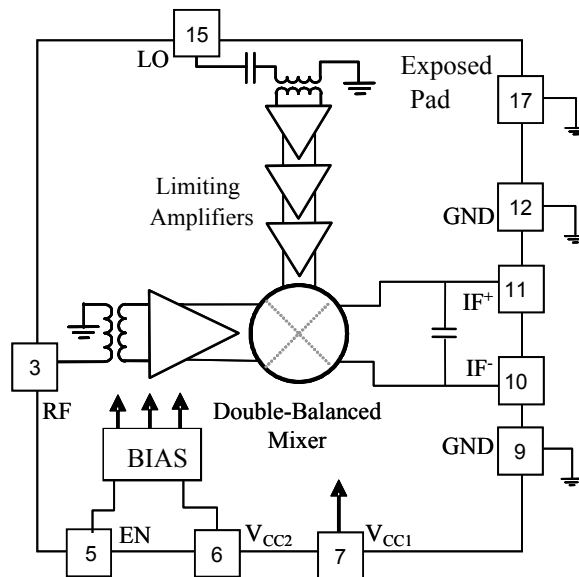 15
LO
Exposed
Pad
17
Limiting
Amplifiers
12
GND
11
IF+
3
RF
IF-
10
Double-Balanced
Mixer
GND
9
BIAS
5
EN
6
VCC2
7
VCC1